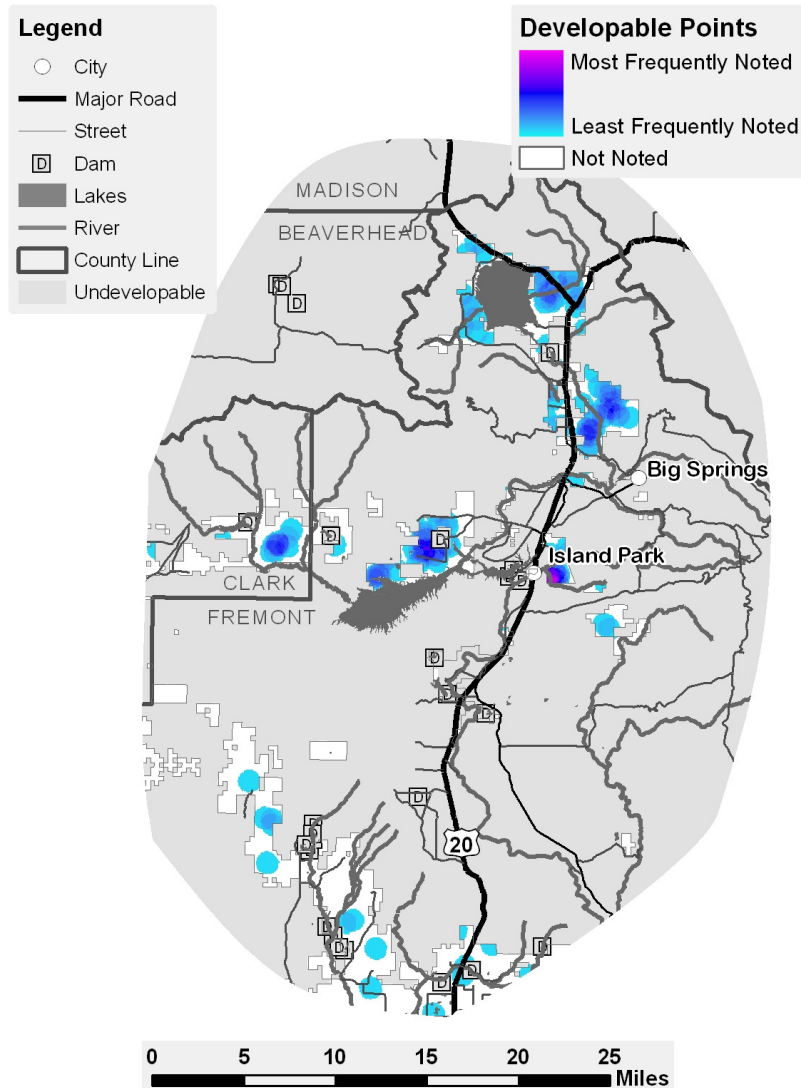 Legend
City
Major Road
Street
D Dam
Lakes
River
County Line
Undevelopable
Developable Points
Most Frequently Noted
Least Frequently Noted
Not Noted
MADISON
BEAVERHEAD
D
D
D
D
Big Springs
D
D
D
CLARK
Island Park
D
D
D
FREMONT
D
D
D
D
D
D
D
D
20
D
D
D
D
D
D
0 5 10 15 20 25
Miles